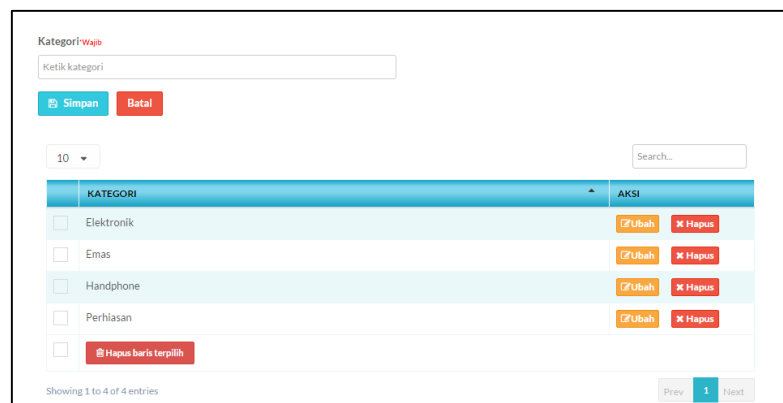 Kategori*Wajib
Ketik kategori
Simpan Batal
10 Search...
KATEGORI AKSI
Elektronik Ubah Hapus
Emas Ubah Hapus
Handphone Ubah Hapus
Perhiasan Ubah Hapus
Hapus baris terpilih
Showing 1 to 4 of 4 entries Prev 1 Next